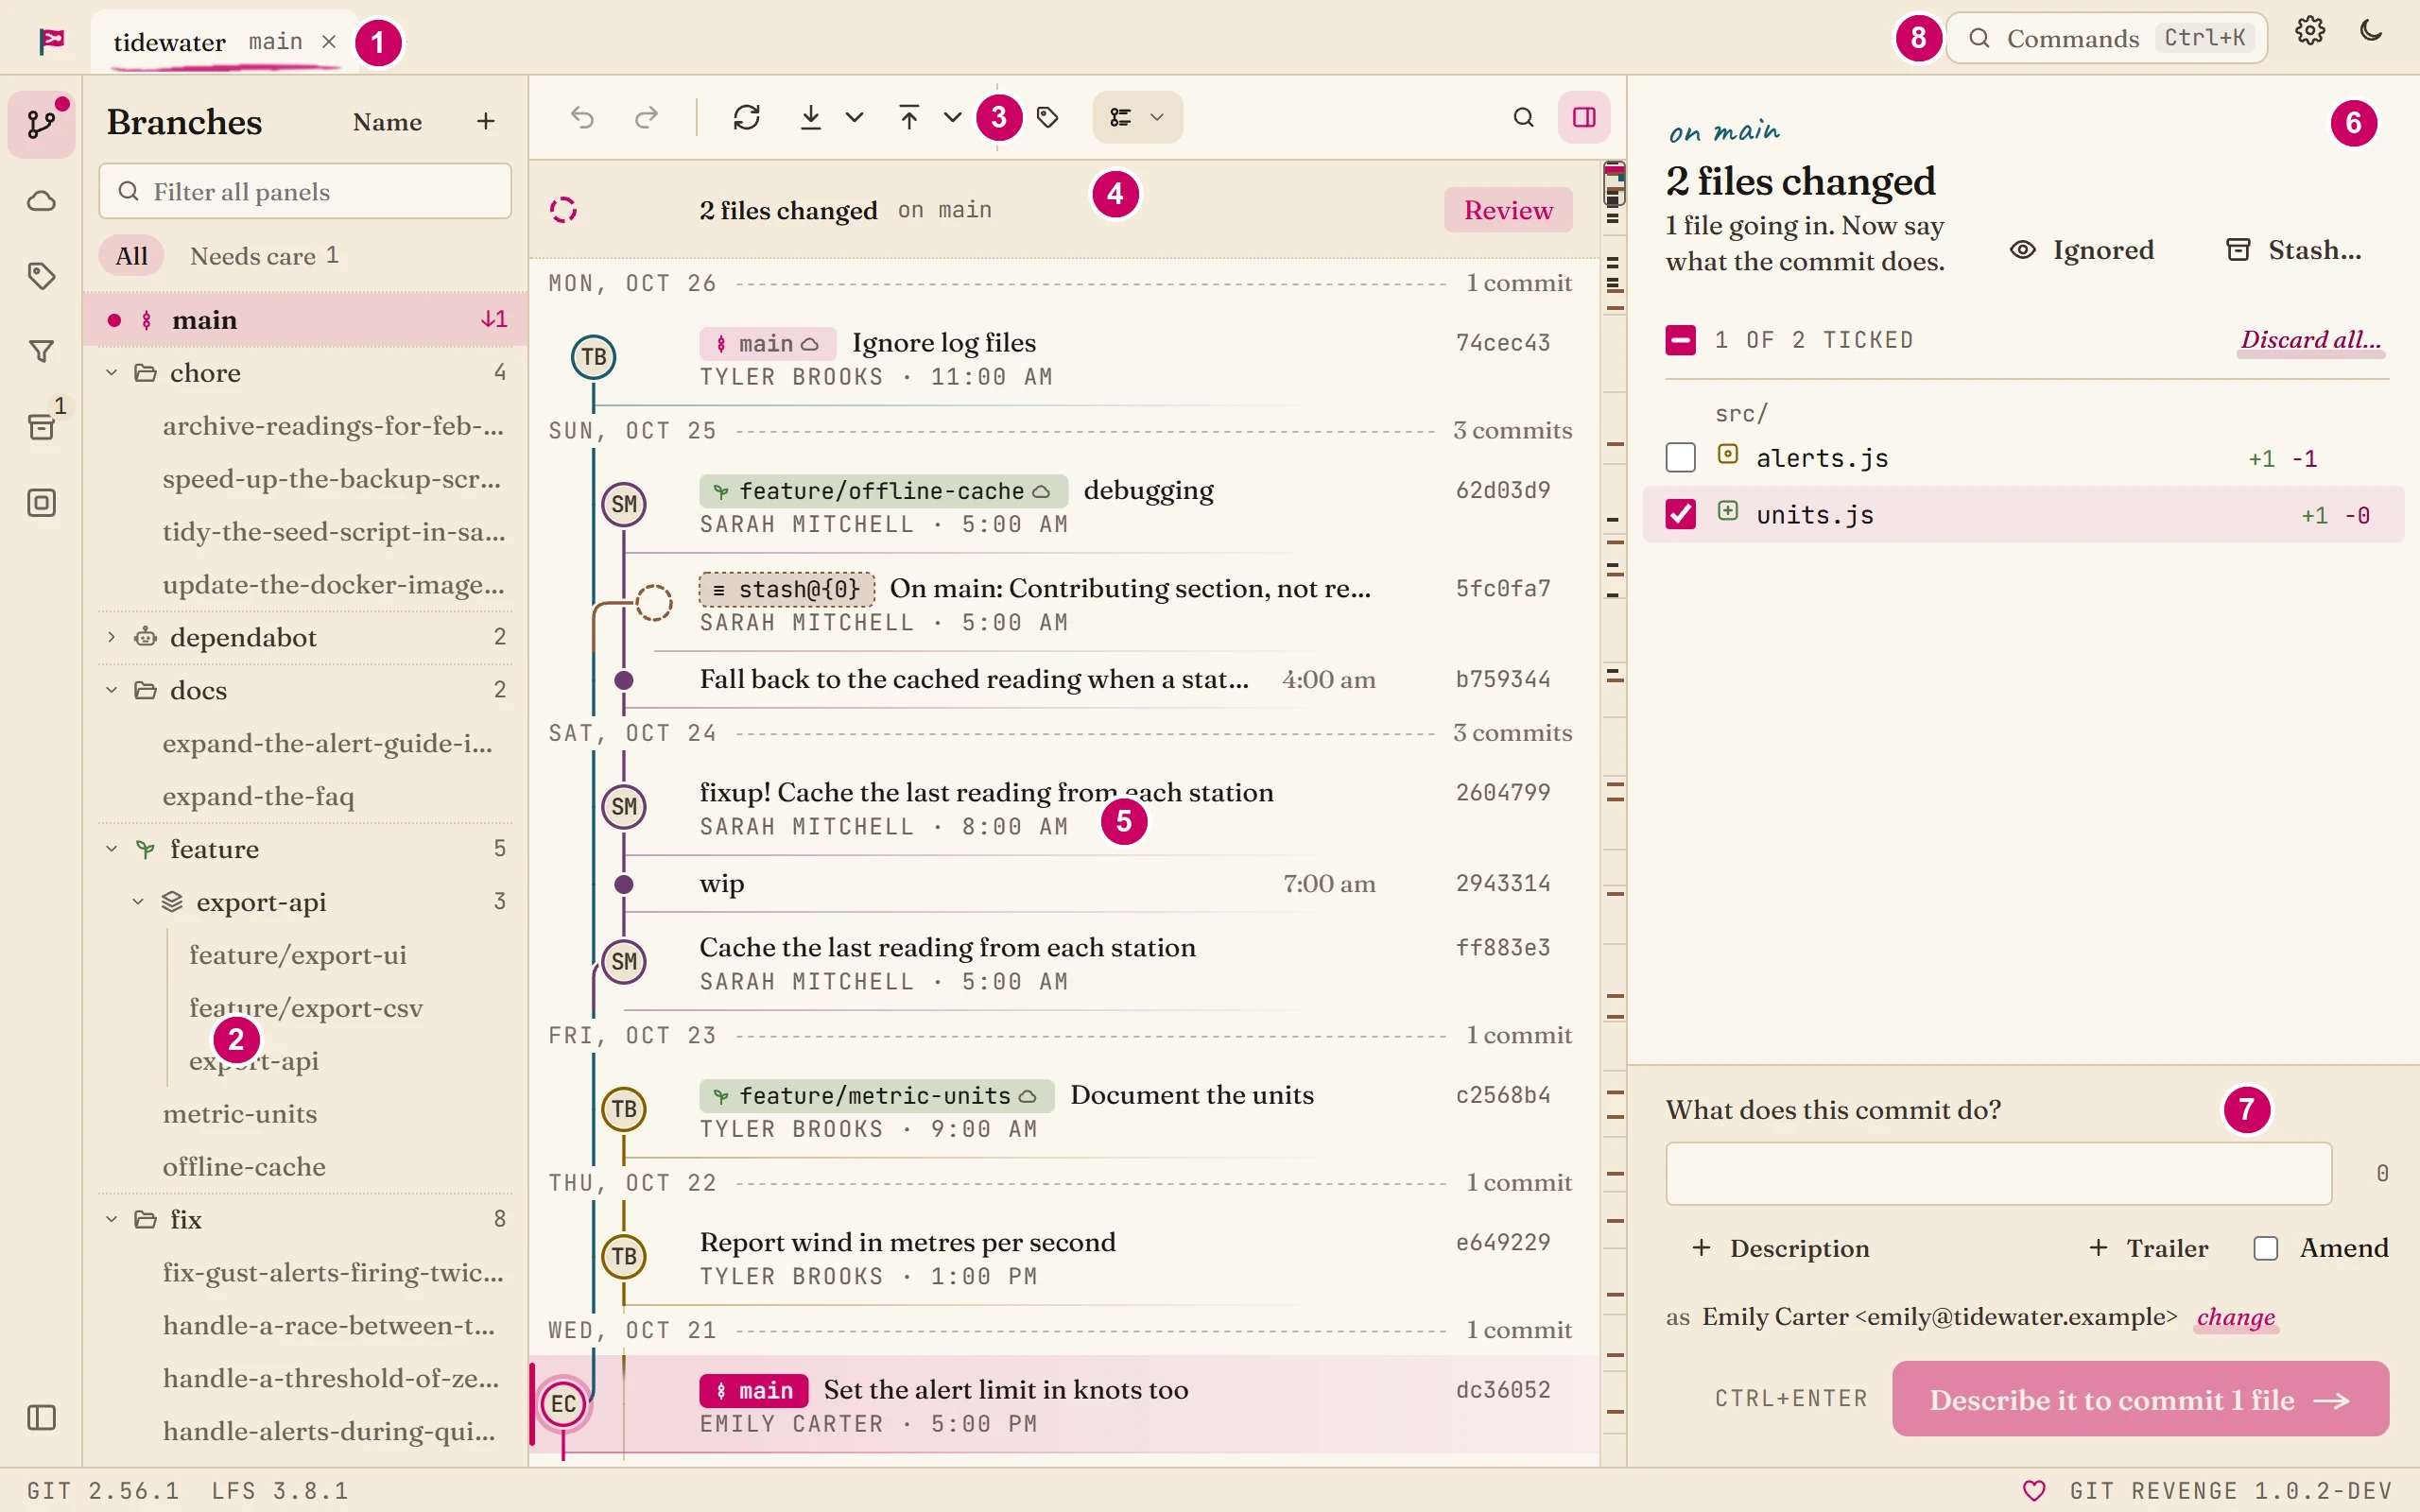 tidewater main 1
8 Commands Ctrl+K
Branches Name
Filter all panels
All Needs care 1
main ↓1
chore 4
archive-readings-for-feb-...
speed-up-the-backup-scr...
tidy-the-seed-script-in-sa...
update-the-docker-image...
dependabot 2
docs 2
expand-the-alert-guide-i...
expand-the-faq
feature 5
export-api 3
feature/export-ui
feature/export-csv
2
export-api
metric-units
offline-cache
fix 8
fix-gust-alerts-firing-twic...
handle-a-race-between-t...
handle-a-threshold-of-ze...
handle-alerts-during-qui...
1
3
4
2 files changed on main Review
MON, OCT 26 1 commit
TB main Ignore log files 74cec43
TYLER BROOKS · 11:00 AM
SUN, OCT 25 3 commits
SM feature/offline-cache debugging 62d03d9
SARAH MITCHELL · 5:00 AM
stash@{0} On main: Contributing section, not re... 5fc0fa7
SARAH MITCHELL · 5:00 AM
Fall back to the cached reading when a stat... 4:00 am b759344
SAT, OCT 24 3 commits
SM fixup! Cache the last reading from each station 2604799
SARAH MITCHELL · 8:00 AM 5
wip 7:00 am 2943314
SM Cache the last reading from each station ff883e3
SARAH MITCHELL · 5:00 AM
FRI, OCT 23 1 commit
TB feature/metric-units Document the units c2568b4
TYLER BROOKS · 9:00 AM
THU, OCT 22 1 commit
TB Report wind in metres per second e649229
TYLER BROOKS · 1:00 PM
WED, OCT 21 1 commit
EC main Set the alert limit in knots too dc36052
EMILY CARTER · 5:00 PM
on main 6
2 files changed
1 file going in. Now say
what the commit does.
Ignored Stash...
1 OF 2 TICKED Discard all...
src/
alerts.js +1 -1
units.js +1 -0
What does this commit do? 7
0
+ Description + Trailer Amend
as Emily Carter <emily@tidewater.example> change
CTRL+ENTER Describe it to commit 1 file →
GIT 2.56.1 LFS 3.8.1
GIT REVENGE 1.0.2-DEV